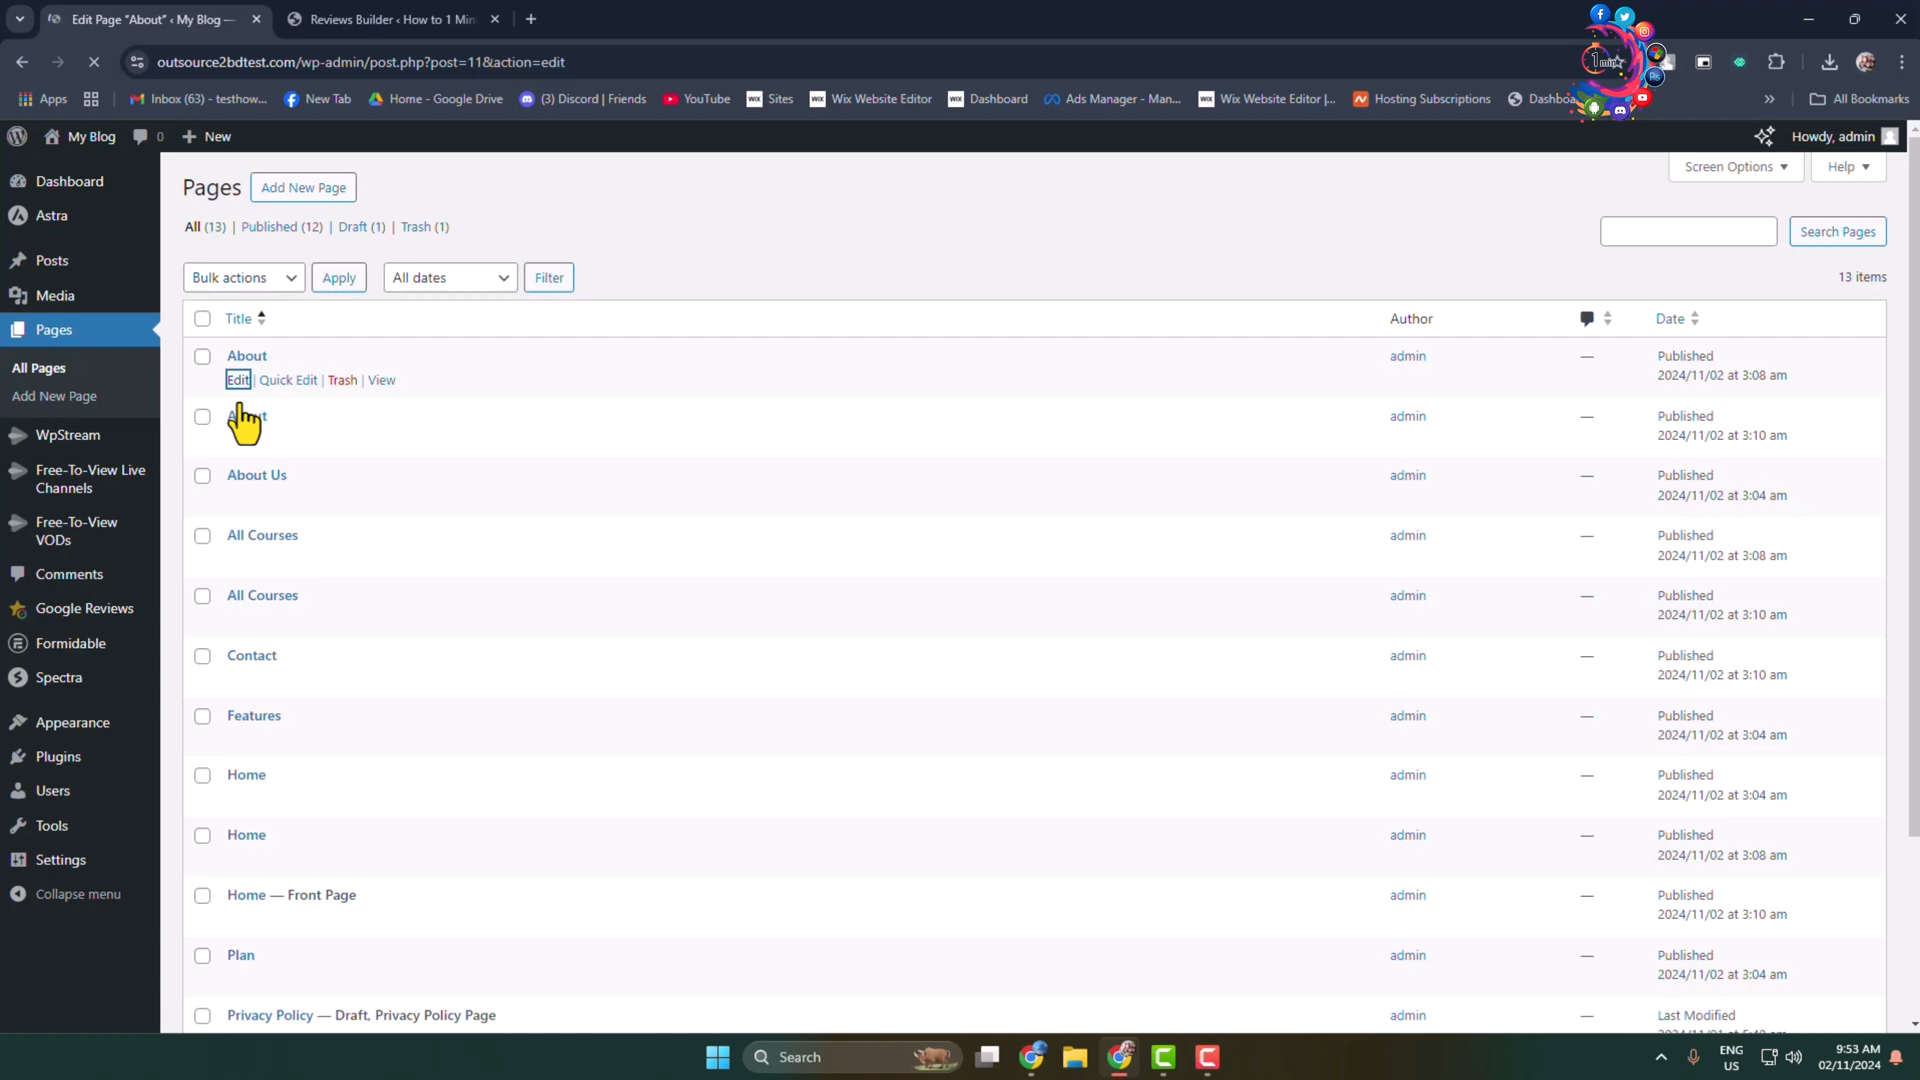 Edit Page "About" ‹ My Blog —
Reviews Builder ‹ How to 1 Min
outsource2bdtest.com/wp-admin/post.php?post=11&action=edit
1 min
Apps
Inbox (63) - testhow...
New Tab
Home - Google Drive
(3) Discord | Friends
YouTube
Sites
Wix Website Editor
Dashboard
Ads Manager - Man...
Wix Website Editor |...
Hosting Subscriptions
All Bookmarks
My Blog
0
New
Howdy, admin
Dashboard
Astra
Posts
Media
Pages
All Pages
Add New Page
WpStream
Free-To-View Live
Channels
Free-To-View
VODs
Comments
Google Reviews
Formidable
Spectra
Appearance
Plugins
Users
Tools
Settings
Collapse menu
Screen Options
Help
Pages
Add New Page
All (13) | Published (12) | Draft (1) | Trash (1)
Search Pages
Bulk actions
Apply
All dates
Filter
13 items
Title Author Date
About admin — Published
Edit | Quick Edit | Trash | View 2024/11/02 at 3:08 am
admin — Published
2024/11/02 at 3:10 am
About Us admin — Published
2024/11/02 at 3:04 am
All Courses admin — Published
2024/11/02 at 3:08 am
All Courses admin — Published
2024/11/02 at 3:10 am
Contact admin — Published
2024/11/02 at 3:10 am
Features admin — Published
2024/11/02 at 3:04 am
Home admin — Published
2024/11/02 at 3:04 am
Home admin — Published
2024/11/02 at 3:08 am
Home — Front Page admin — Published
2024/11/02 at 3:10 am
Plan admin — Published
2024/11/02 at 3:04 am
Privacy Policy — Draft, Privacy Policy Page admin — Last Modified
Search
ENG
US
9:53 AM
02/11/2024